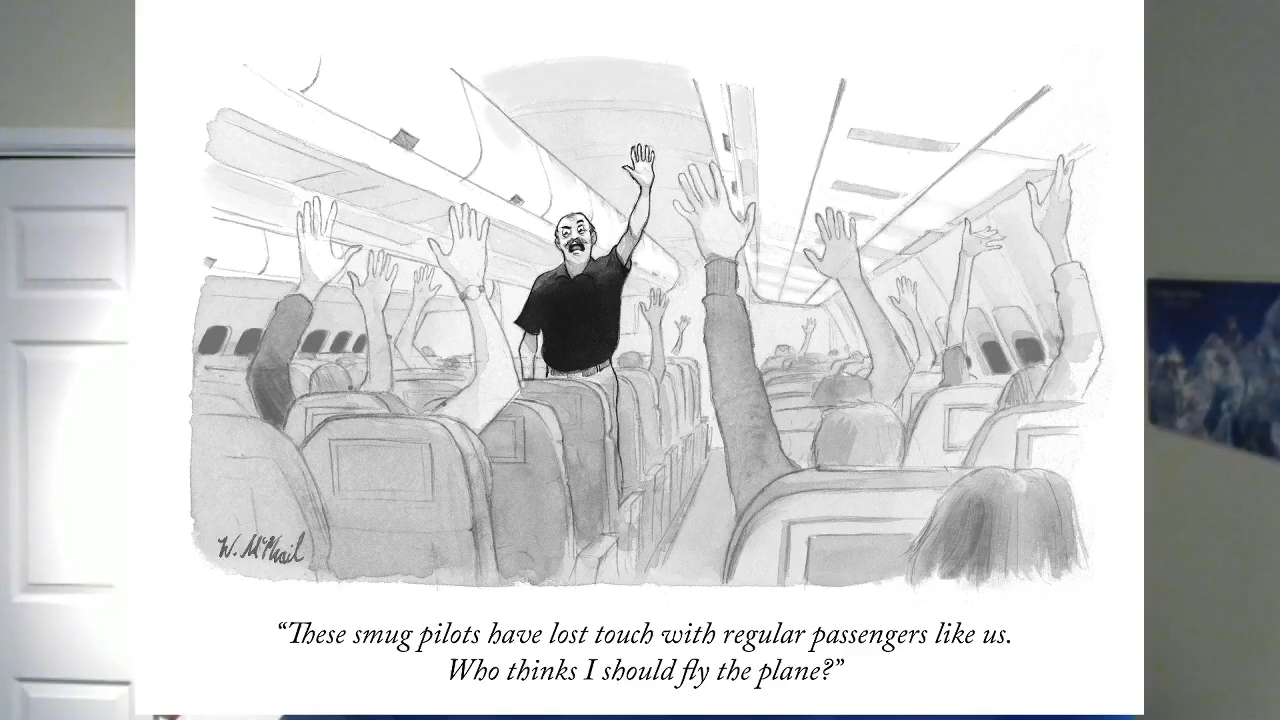 W. McPhail
“These smug pilots have lost touch with regular passengers like us.
Who thinks I should fly the plane?”